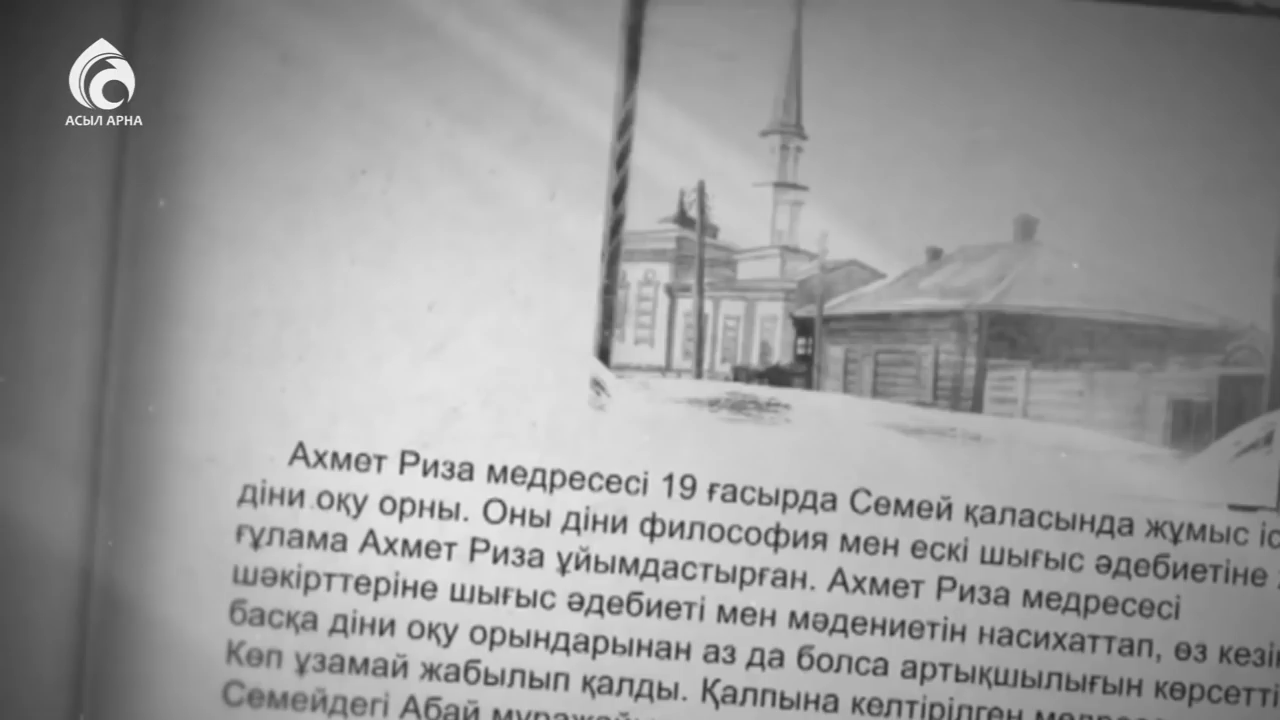 АСЫЛ АРНА
Ахмет Риза медресесі 19 ғасырда Семей қаласында жұмыс іс
діни оқу орны. Оны діни философия мен ескі шығыс әдебиетіне
ғұлама Ахмет Риза ұйымдастырған. Ахмет Риза медресесі
шәкірттеріне шығыс әдебиеті мен мәдениетін насихаттап, өз кезін
басқа діни оқу орындарынан аз да болса артықшылығын көрсетті
Көп ұзамай жабылып қалды. Қалпына келтірілген
Семейдегі Абай